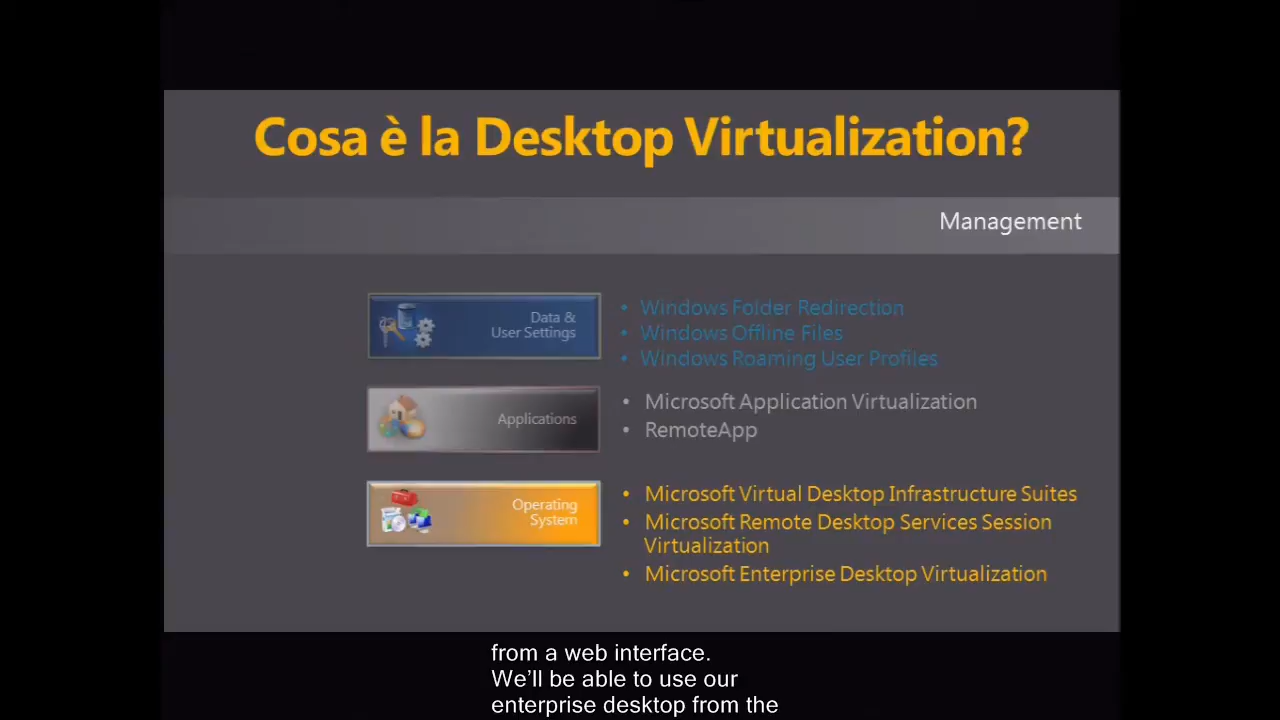 Cosa è la Desktop Virtualization?
Management
Data &
User Settings
• Windows Folder Redirection
• Windows Offline Files
• Windows Roaming User Profiles
Applications
• Microsoft Application Virtualization
• RemoteApp
Operating
System
• Microsoft Virtual Desktop Infrastructure Suites
• Microsoft Remote Desktop Services Session
Virtualization
• Microsoft Enterprise Desktop Virtualization
from a web interface.
We’ll be able to use our
enterprise desktop from the